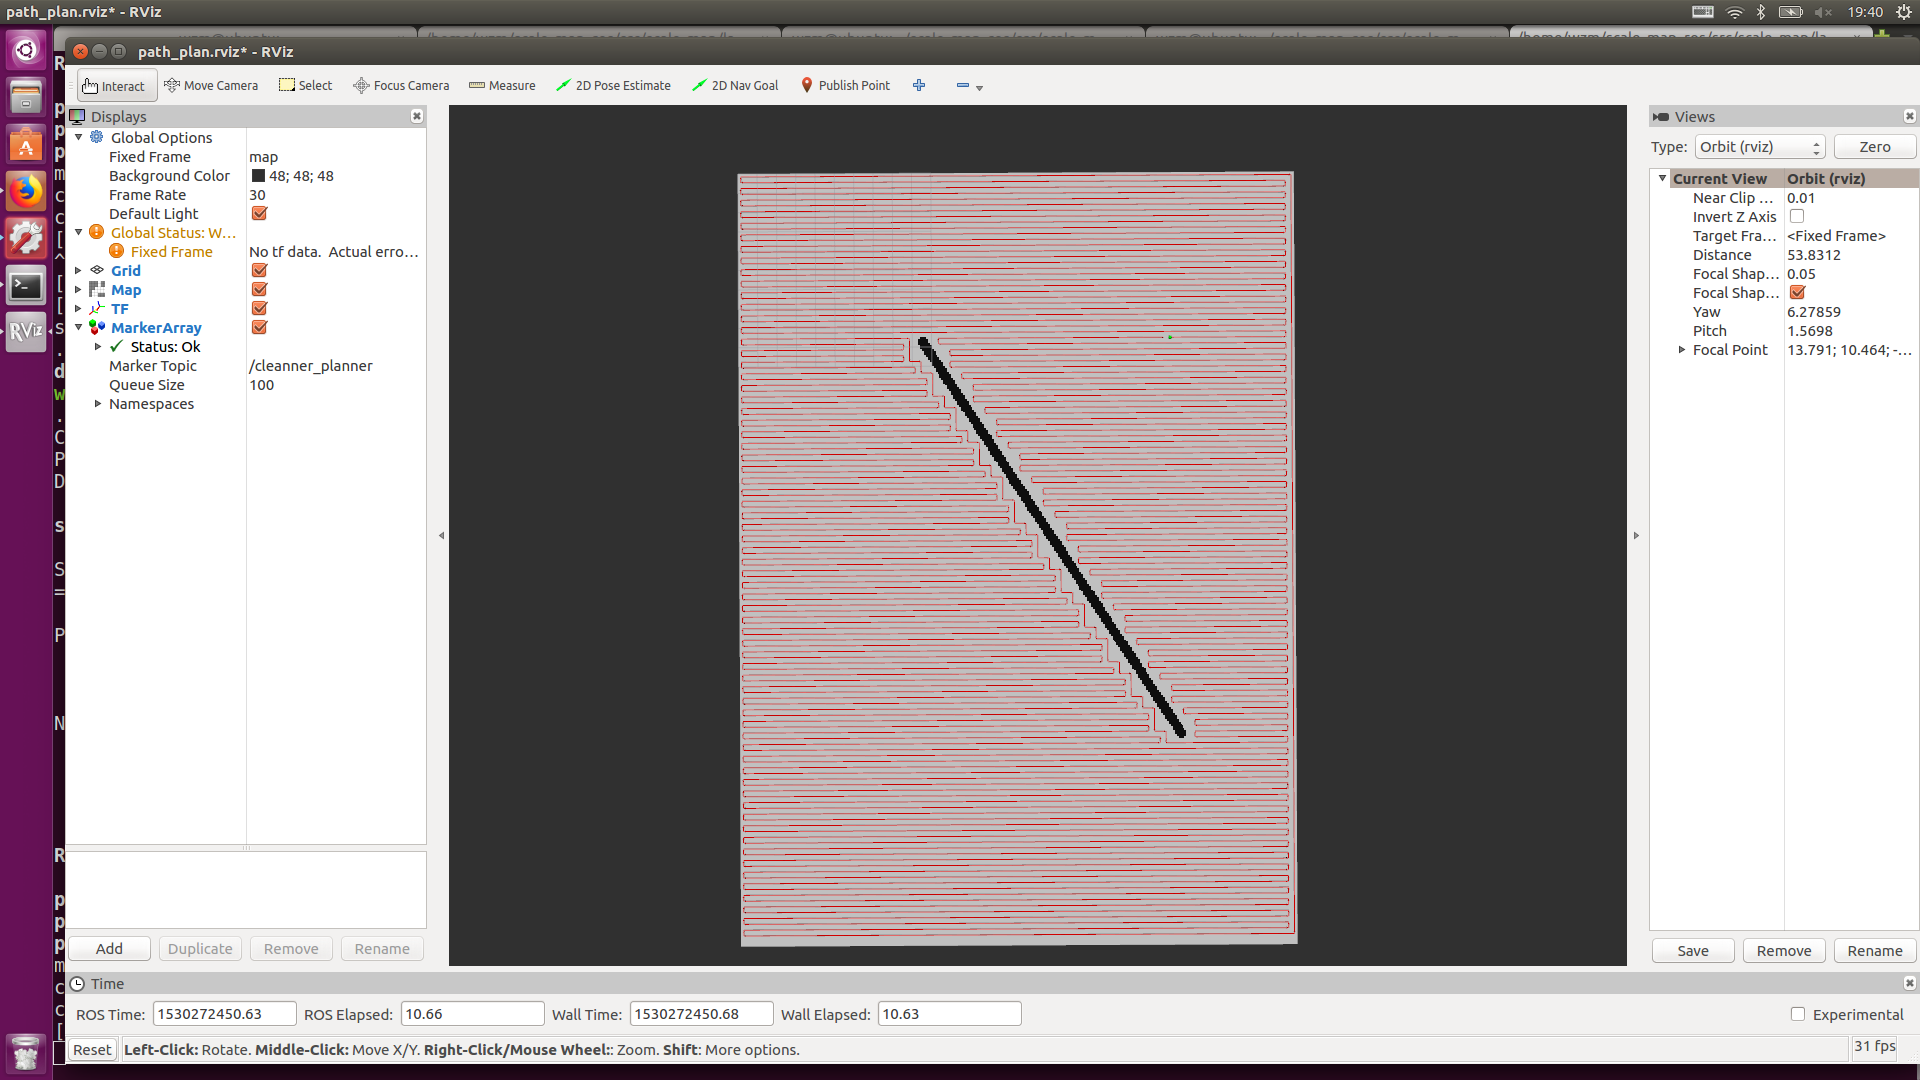 path_plan.rviz* - RViz
19:40
path_plan.rviz* - RViz
Interact
Move Camera
Select
Focus Camera
Measure
2D Pose Estimate
2D Nav Goal
Publish Point
Displays
Global Options
Fixed Frame map
Background Color 48; 48; 48
Frame Rate 30
Default Light
Global Status: W...
Fixed Frame No tf data. Actual erro...
Grid
Map
TF
MarkerArray
Status: Ok
Marker Topic /cleanner_planner
Queue Size 100
Namespaces
Add Duplicate Remove Rename
Views
Type: Orbit (rviz) Zero
Current View Orbit (rviz)
Near Clip ... 0.01
Invert Z Axis
Target Fra... <Fixed Frame>
Distance 53.8312
Focal Shap... 0.05
Focal Shap...
Yaw 6.27859
Pitch 1.5698
Focal Point 13.791; 10.464; -...
Save Remove Rename
Time
ROS Time: 1530272450.63 ROS Elapsed: 10.66 Wall Time: 1530272450.68 Wall Elapsed: 10.63 Experimental
Reset Left-Click: Rotate. Middle-Click: Move X/Y. Right-Click/Mouse Wheel:: Zoom. Shift: More options. 31 fps
RViz